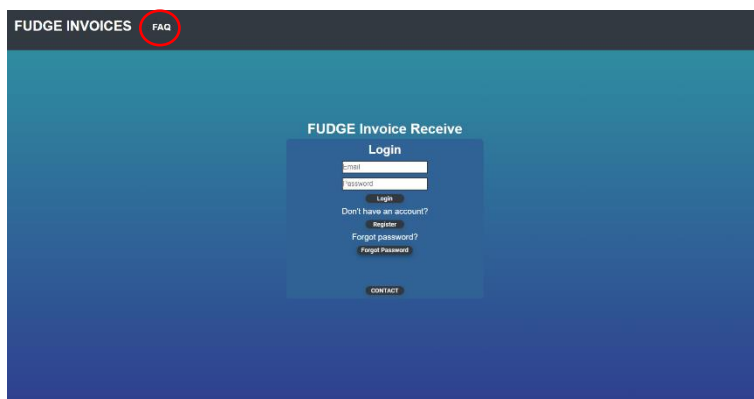 FUDGE INVOICES FAQ
FUDGE Invoice Receive
Login
Email
Password
Login
Don't have an account?
Register
Forgot password?
Forgot Password
CONTACT